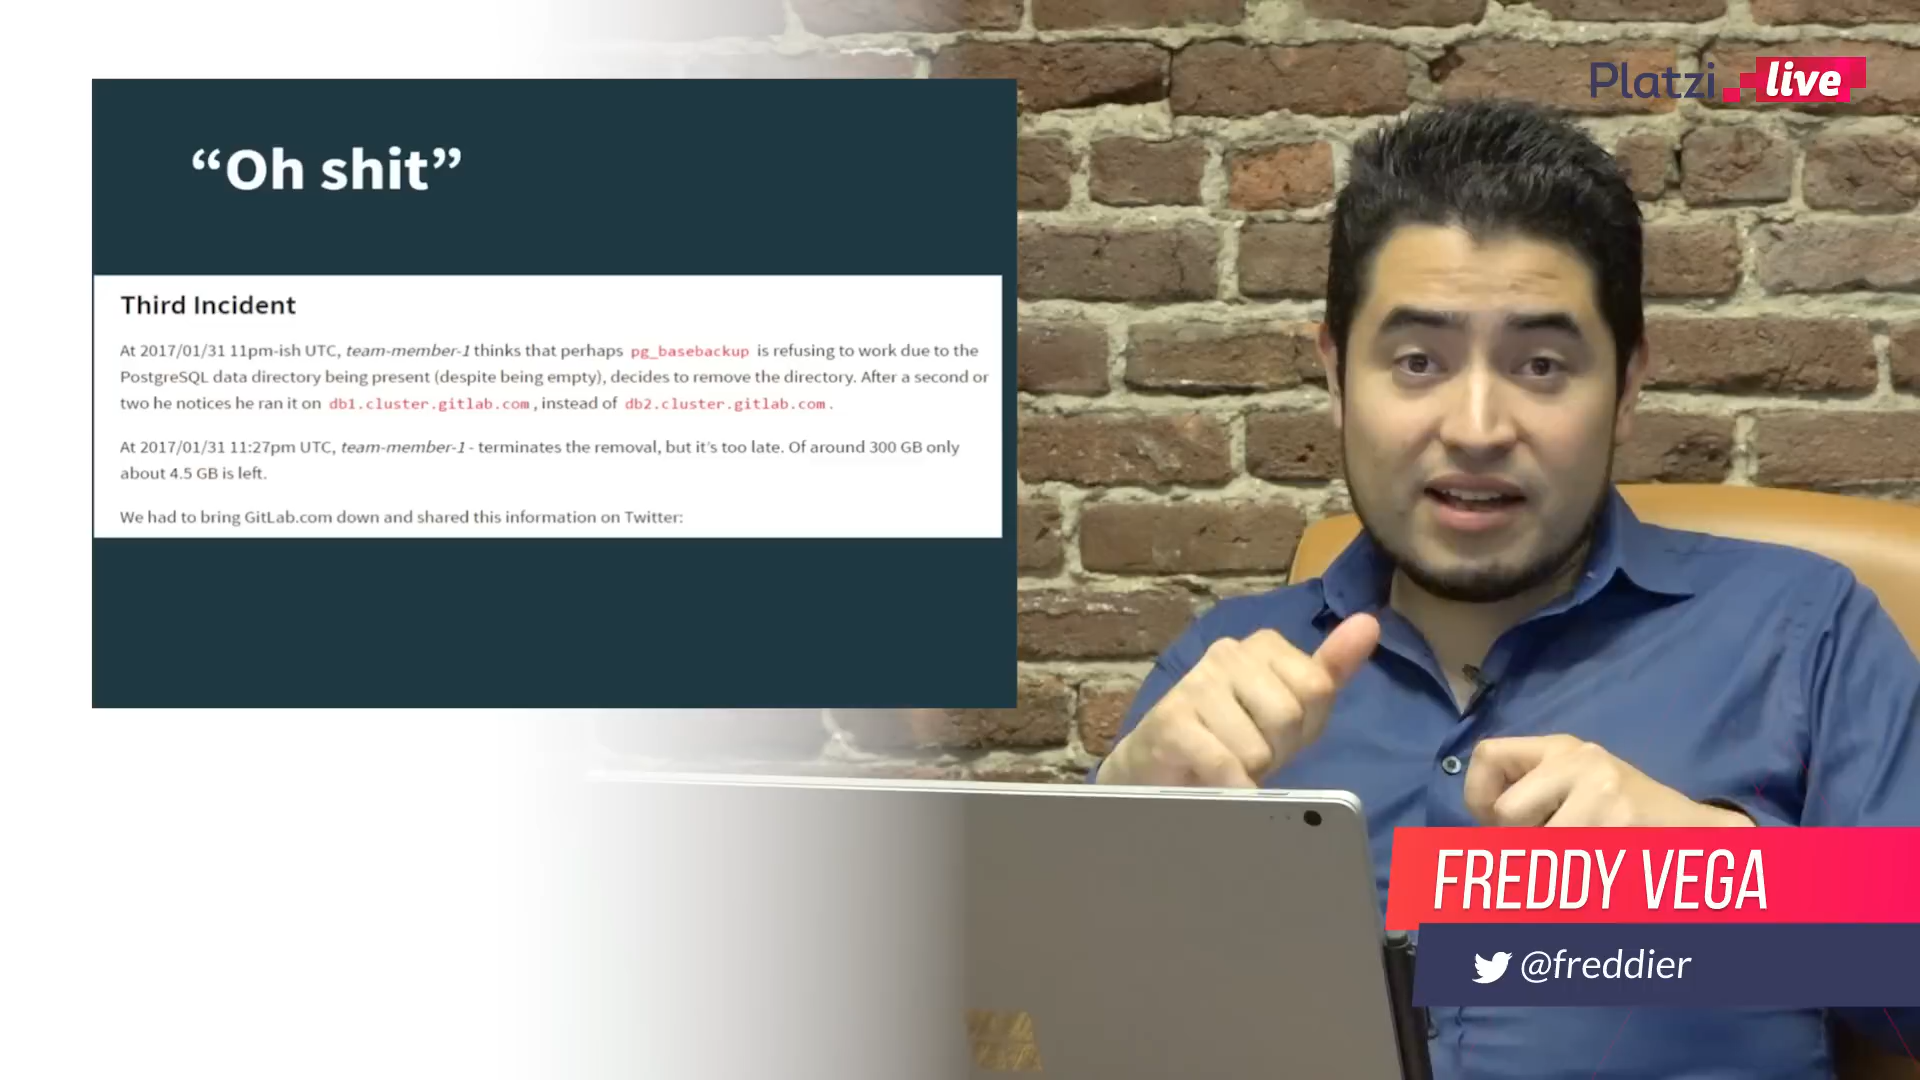 Platzi live
“Oh shit”
Third Incident
At 2017/01/31 11pm-ish UTC, team-member-1 thinks that perhaps pg_basebackup is refusing to work due to the
PostgreSQL data directory being present (despite being empty), decides to remove the directory. After a second or
two he notices he ran it on db1.cluster.gitlab.com, instead of db2.cluster.gitlab.com.
At 2017/01/31 11:27pm UTC, team-member-1 - terminates the removal, but it's too late. Of around 300 GB only
about 4.5 GB is left.
We had to bring GitLab.com down and shared this information on Twitter:
FREDDY VEGA
@freddier